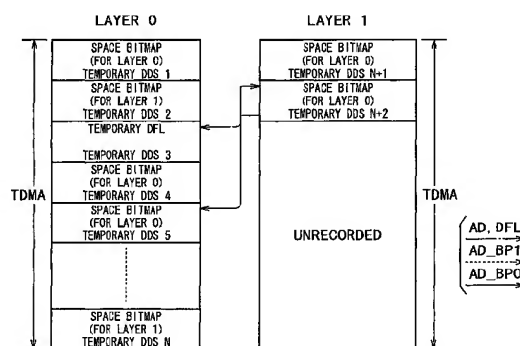 LAYER 0
LAYER 1
SPACE BITMAP
(FOR LAYER 0)
TEMPORARY DDS 1
SPACE BITMAP
(FOR LAYER 1)
TEMPORARY DDS 2
TEMPORARY DFL
TEMPORARY DDS 3
SPACE BITMAP
(FOR LAYER 0)
TEMPORARY DDS 4
SPACE BITMAP
(FOR LAYER 0)
TEMPORARY DDS 5
SPACE BITMAP
(FOR LAYER 1)
TEMPORARY DDS N
TDMA
SPACE BITMAP
(FOR LAYER 0)
TEMPORARY DDS N+1
SPACE BITMAP
(FOR LAYER 0)
TEMPORARY DDS N+2
UNRECORDED
TDMA
AD, DFL
AD_BP1
AD_BP0